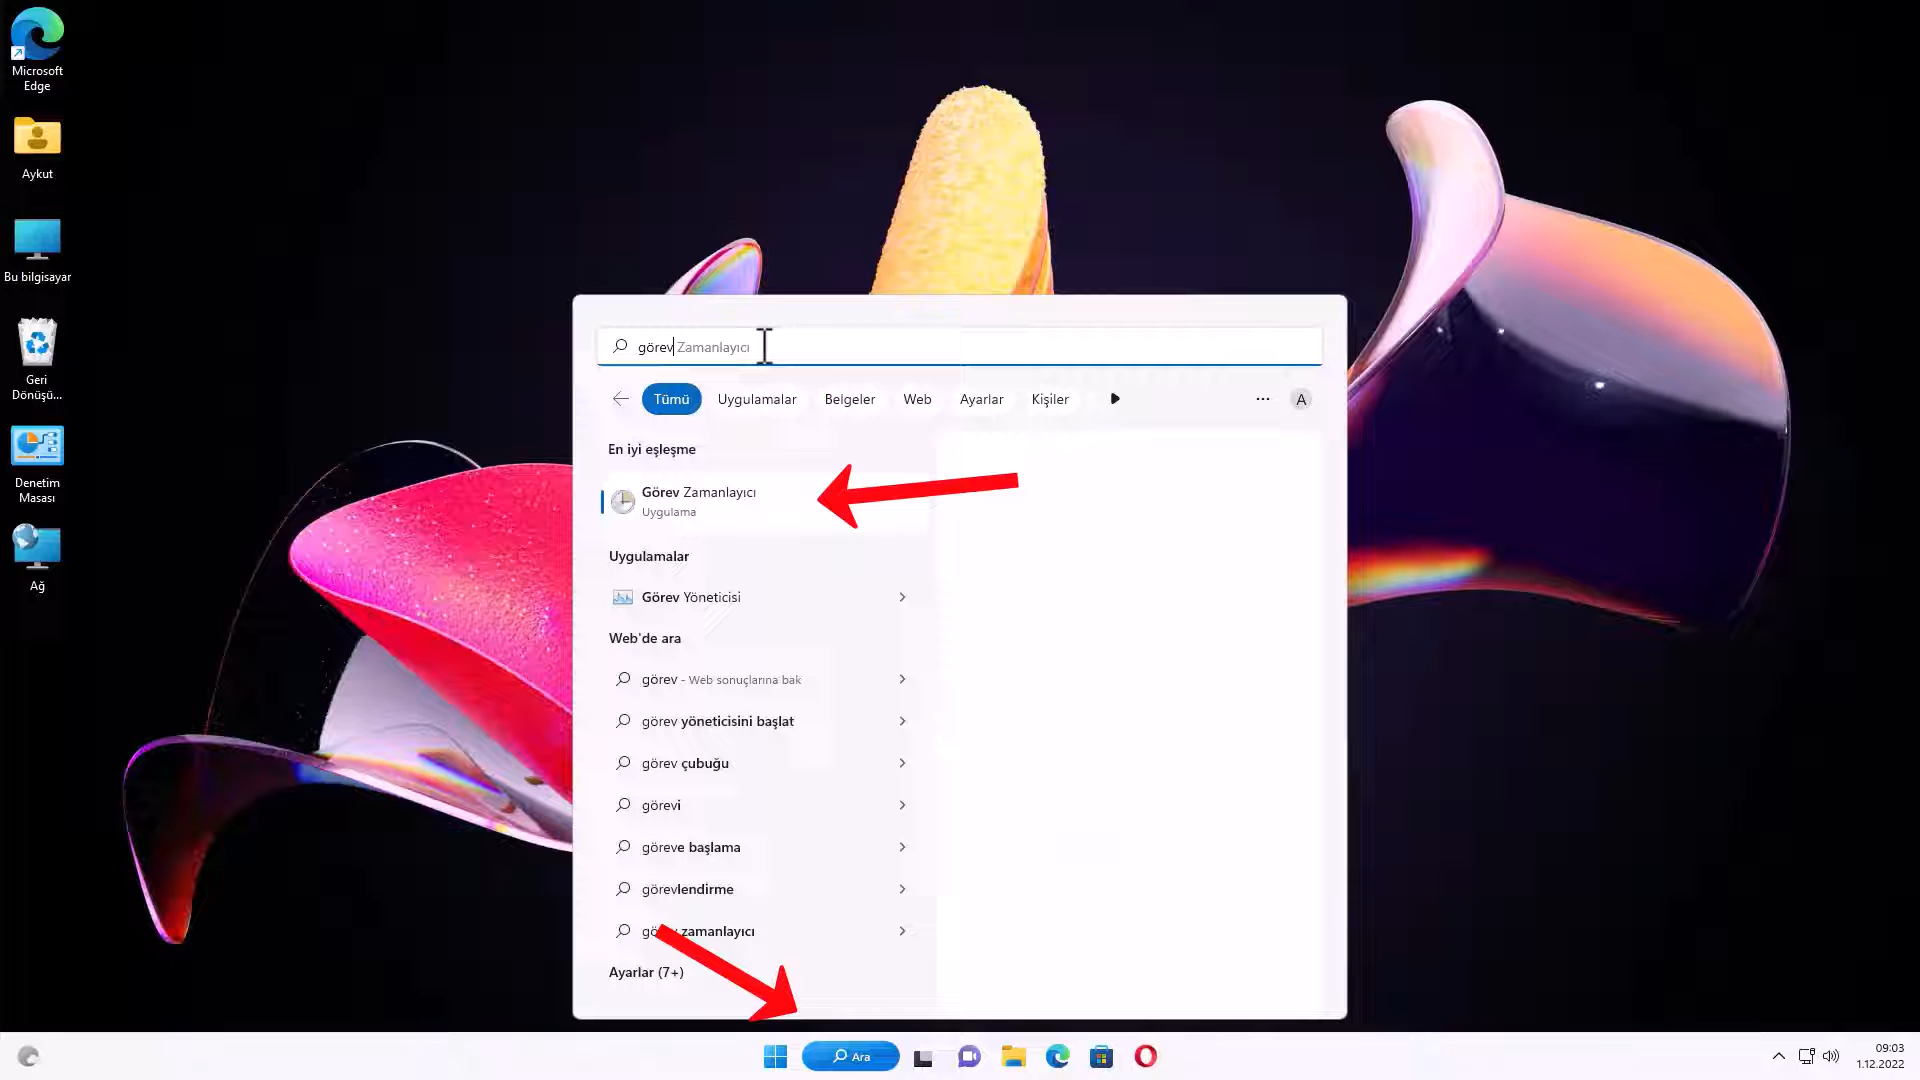 Microsoft
Edge
Aykut
Bu bilgisayar
Geri
Dönüşü...
Denetim
Masası
Ağ
görev Zamanlayıcı
Tümü Uygulamalar Belgeler Web Ayarlar Kişiler ... A
En iyi eşleşme
Görev Zamanlayıcı
Uygulama
Uygulamalar
Görev Yöneticisi
Web'de ara
görev - Web sonuçlarına bak
görev yöneticisini başlat
görev çubuğu
görevi
göreve başlama
görevlendirme
zamanlayıcı
Ayarlar (7+)
Ara
09:03
1.12.2022